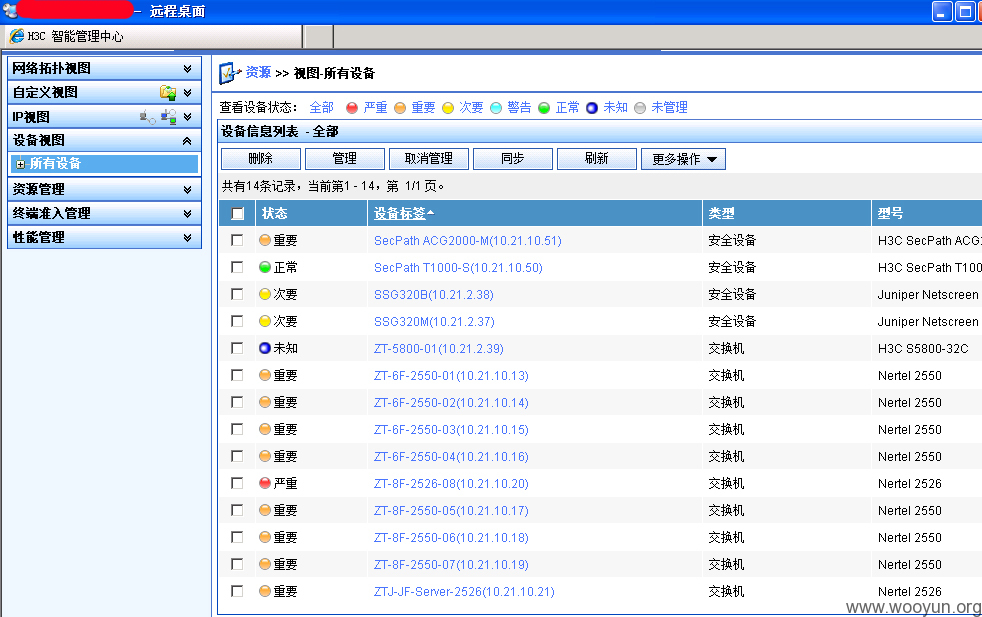 – 远程桌面
H3C 智能管理中心
网络拓扑视图
自定义视图
IP视图
设备视图
所有设备
资源管理
终端准入管理
性能管理
资源 >> 视图-所有设备
查看设备状态： 全部 严重 重要 次要 警告 正常 未知 未管理
设备信息列表 - 全部
删除 管理 取消管理 同步 刷新 更多操作
共有14条记录，当前第1 - 14，第 1/1 页。
状态 设备标签 类型 型号
重要 SecPath ACG2000-M(10.21.10.51) 安全设备 H3C SecPath ACG
正常 SecPath T1000-S(10.21.10.50) 安全设备 H3C SecPath T100
次要 SSG320B(10.21.2.38) 安全设备 Juniper Netscreen
次要 SSG320M(10.21.2.37) 安全设备 Juniper Netscreen
未知 ZT-5800-01(10.21.2.39) 交换机 H3C S5800-32C
重要 ZT-6F-2550-01(10.21.10.13) 交换机 Nertel 2550
重要 ZT-6F-2550-02(10.21.10.14) 交换机 Nertel 2550
重要 ZT-6F-2550-03(10.21.10.15) 交换机 Nertel 2550
重要 ZT-6F-2550-04(10.21.10.16) 交换机 Nertel 2550
严重 ZT-8F-2526-08(10.21.10.20) 交换机 Nertel 2526
重要 ZT-8F-2550-05(10.21.10.17) 交换机 Nertel 2550
重要 ZT-8F-2550-06(10.21.10.18) 交换机 Nertel 2550
重要 ZT-8F-2550-07(10.21.10.19) 交换机 Nertel 2550
重要 ZTJ-JF-Server-2526(10.21.10.21) 交换机 Nertel 2526
www.wooyun.org